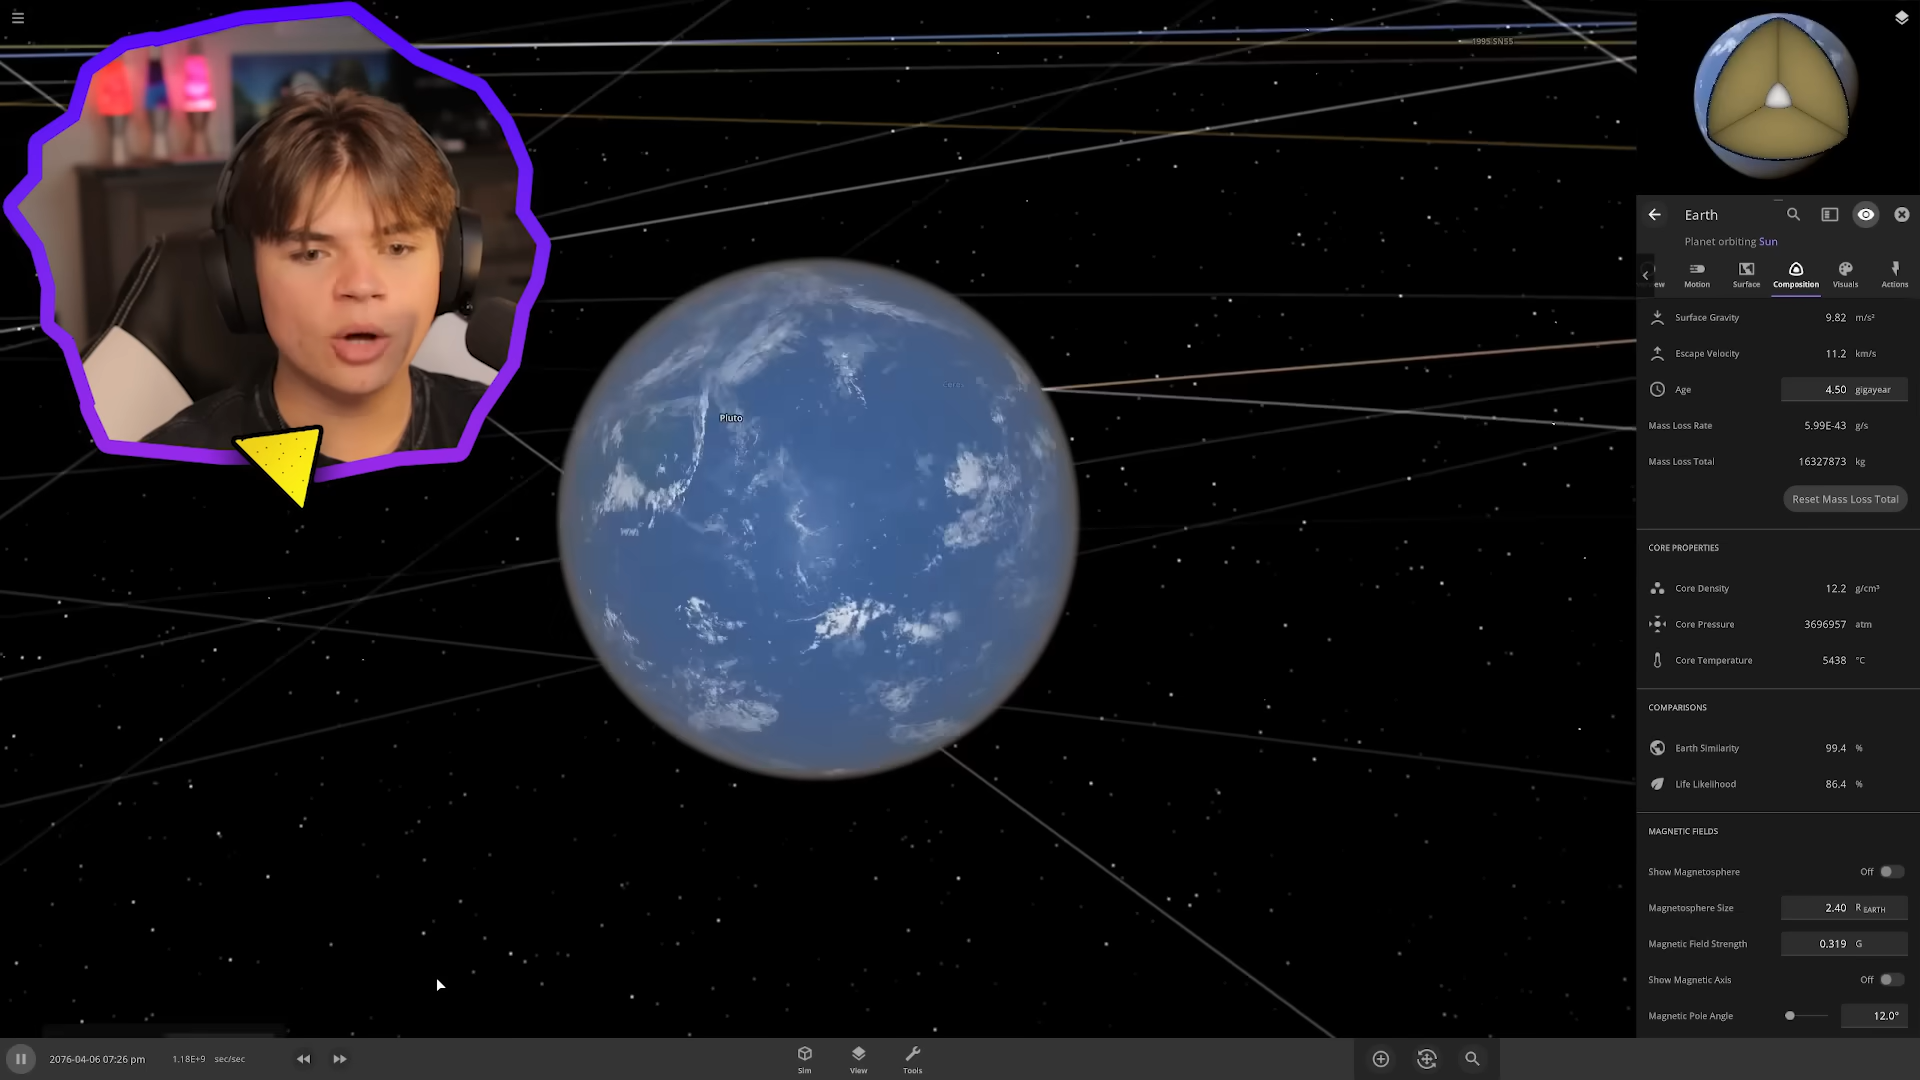 1995 SN55
Ceres
Pluto
Earth
Planet orbiting Sun
ew
Motion
Surface
Composition
Visuals
Actions
Surface Gravity 9.82 m/s²
Escape Velocity 11.2 km/s
Age 4.50 gigayear
Mass Loss Rate 5.99E-43 g/s
Mass Loss Total 16327873 kg
Reset Mass Loss Total
CORE PROPERTIES
Core Density 12.2 g/cm³
Core Pressure 3696957 atm
Core Temperature 5438 °C
COMPARISONS
Earth Similarity 99.4 %
Life Likelihood 86.4 %
MAGNETIC FIELDS
Show Magnetosphere Off
Magnetosphere Size 2.40 R EARTH
Magnetic Field Strength 0.319 G
Show Magnetic Axis Off
Magnetic Pole Angle 12.0°
2076-04-06 07:26 pm 1.18E+9 sec/sec
Sim
View
Tools